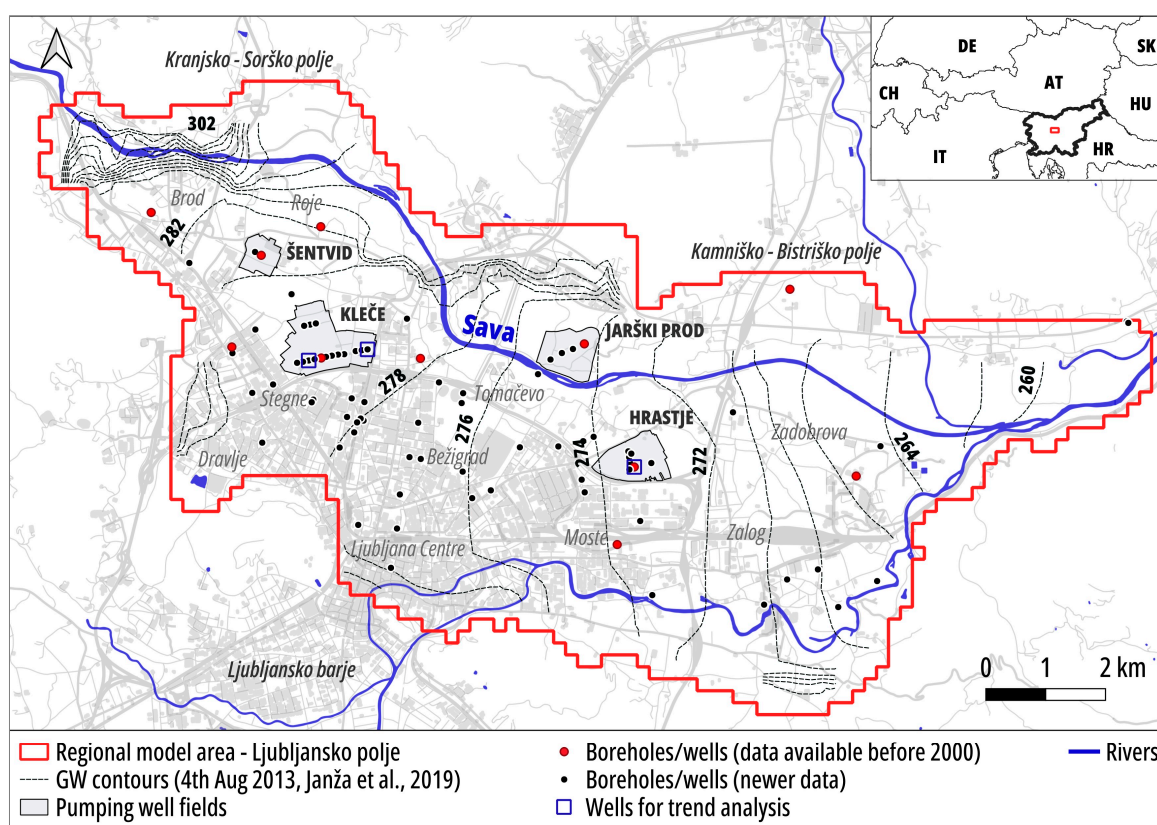 Kranjsko - Sorško polje
DE
SK
AT
CH
HU
IT
HR
302
Brod
Roje
282
ŠENTVID
Kamniško - Bistriško polje
KLEČE
Sava
JARŠKI PROD
278
Stegne
Tomačevo
276
HRASTJE
260
Dravlje
Bežigrad
274
272
Zadobrova
264
Ljubljana Centre
Moste
Zalog
Ljubljansko barje
0 1 2 km
Regional model area - Ljubljansko polje
Boreholes/wells (data available before 2000)
Rivers
GW contours (4th Aug 2013, Janža et al., 2019)
Boreholes/wells (newer data)
Pumping well fields
Wells for trend analysis